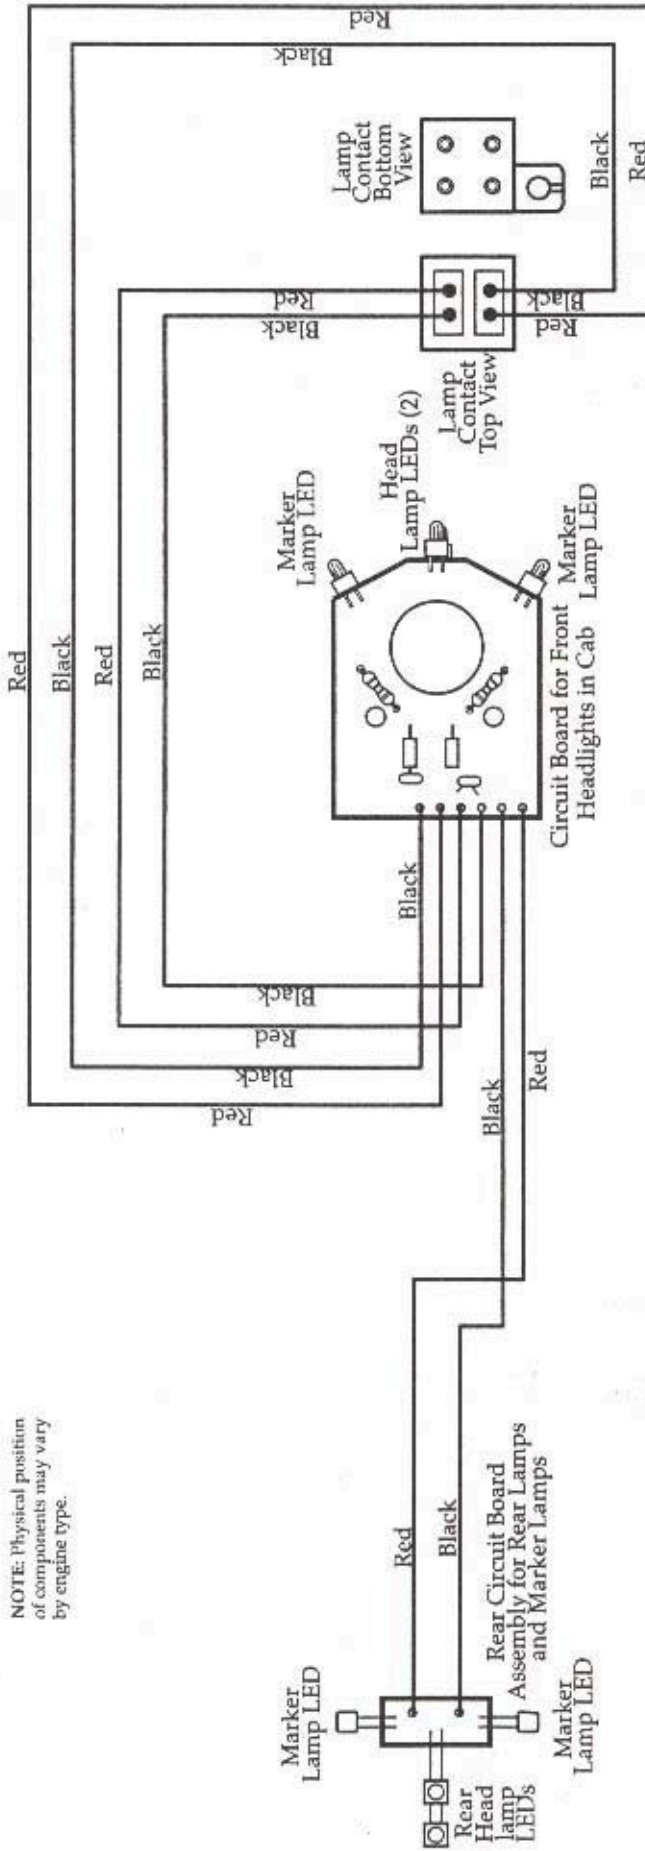 NOTE: Physical position
of components may vary
by engine type.
Red
Black
Red
Black
Red
Black
Red
Black
Black
Red
Black
Red
Black
Red
Black
Red
Black
Red
Black
Red
Black
Red
Marker
Lamp LED
Rear
Head
lamp
LEDs
Marker
Lamp LED
Rear Circuit Board
Assembly for Rear Lamps
and Marker Lamps
Marker
Lamp LED
Head
Lamp LEDs (2)
Marker
Lamp LED
Circuit Board for Front
Headlights in Cab
Lamp
Contact
Top View
Lamp
Contact
Bottom
View